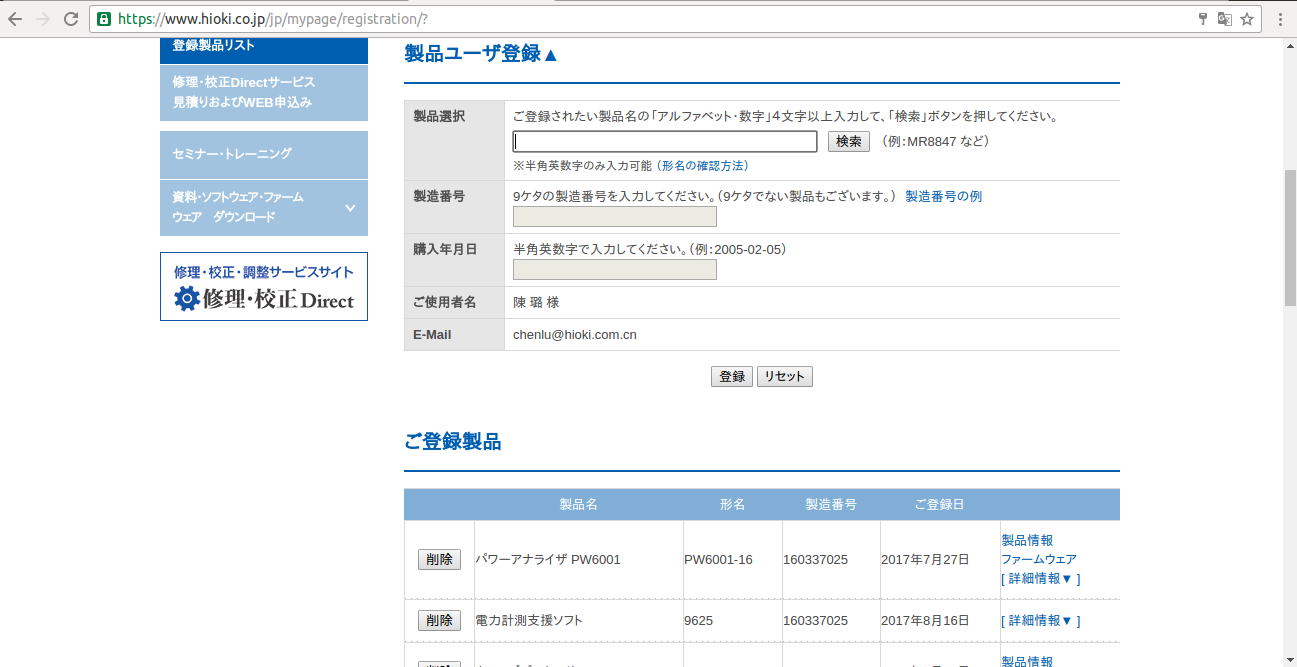 https://www.hioki.co.jp/jp/mypage/registration/?
登録製品リスト
修理・校正Directサービス
見積りおよびWEB申込み
セミナー・トレーニング
資料・ソフトウェア・ファーム
ウェア　ダウンロード
修理・校正・調整サービスサイト
修理・校正 Direct
製品ユーザ登録▲
製品選択
ご登録されたい製品名の「アルファベット・数字」4文字以上入力して、「検索」ボタンを押してください。
検索 （例：MR8847 など）
※半角英数字のみ入力可能（形名の確認方法）
製造番号
9ケタの製造番号を入力してください。（9ケタでない製品もございます。） 製造番号の例
購入年月日
半角英数字で入力してください。（例：2005-02-05）
ご使用者名 陳 璐 様
E-Mail chenlu@hioki.com.cn
登録 リセット
ご登録製品
製品名 形名 製造番号 ご登録日
削除 パワーアナライザ PW6001 PW6001-16 160337025 2017年7月27日
製品情報
ファームウェア
[ 詳細情報▼ ]
削除 電力計測支援ソフト 9625 160337025 2017年8月16日 [ 詳細情報▼ ]
製品情報